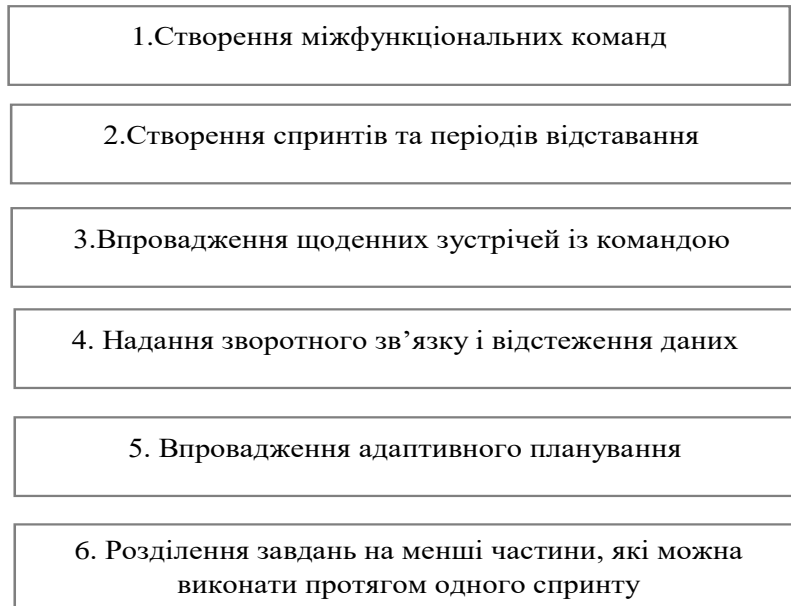 1.Створення міжфункціональних команд
2.Створення спринтів та періодів відставання
3.Впровадження щоденних зустрічей із командою
4. Надання зворотного зв’язку і відстеження даних
5. Впровадження адаптивного планування
6. Розділення завдань на менші частини, які можна
виконати протягом одного спринту